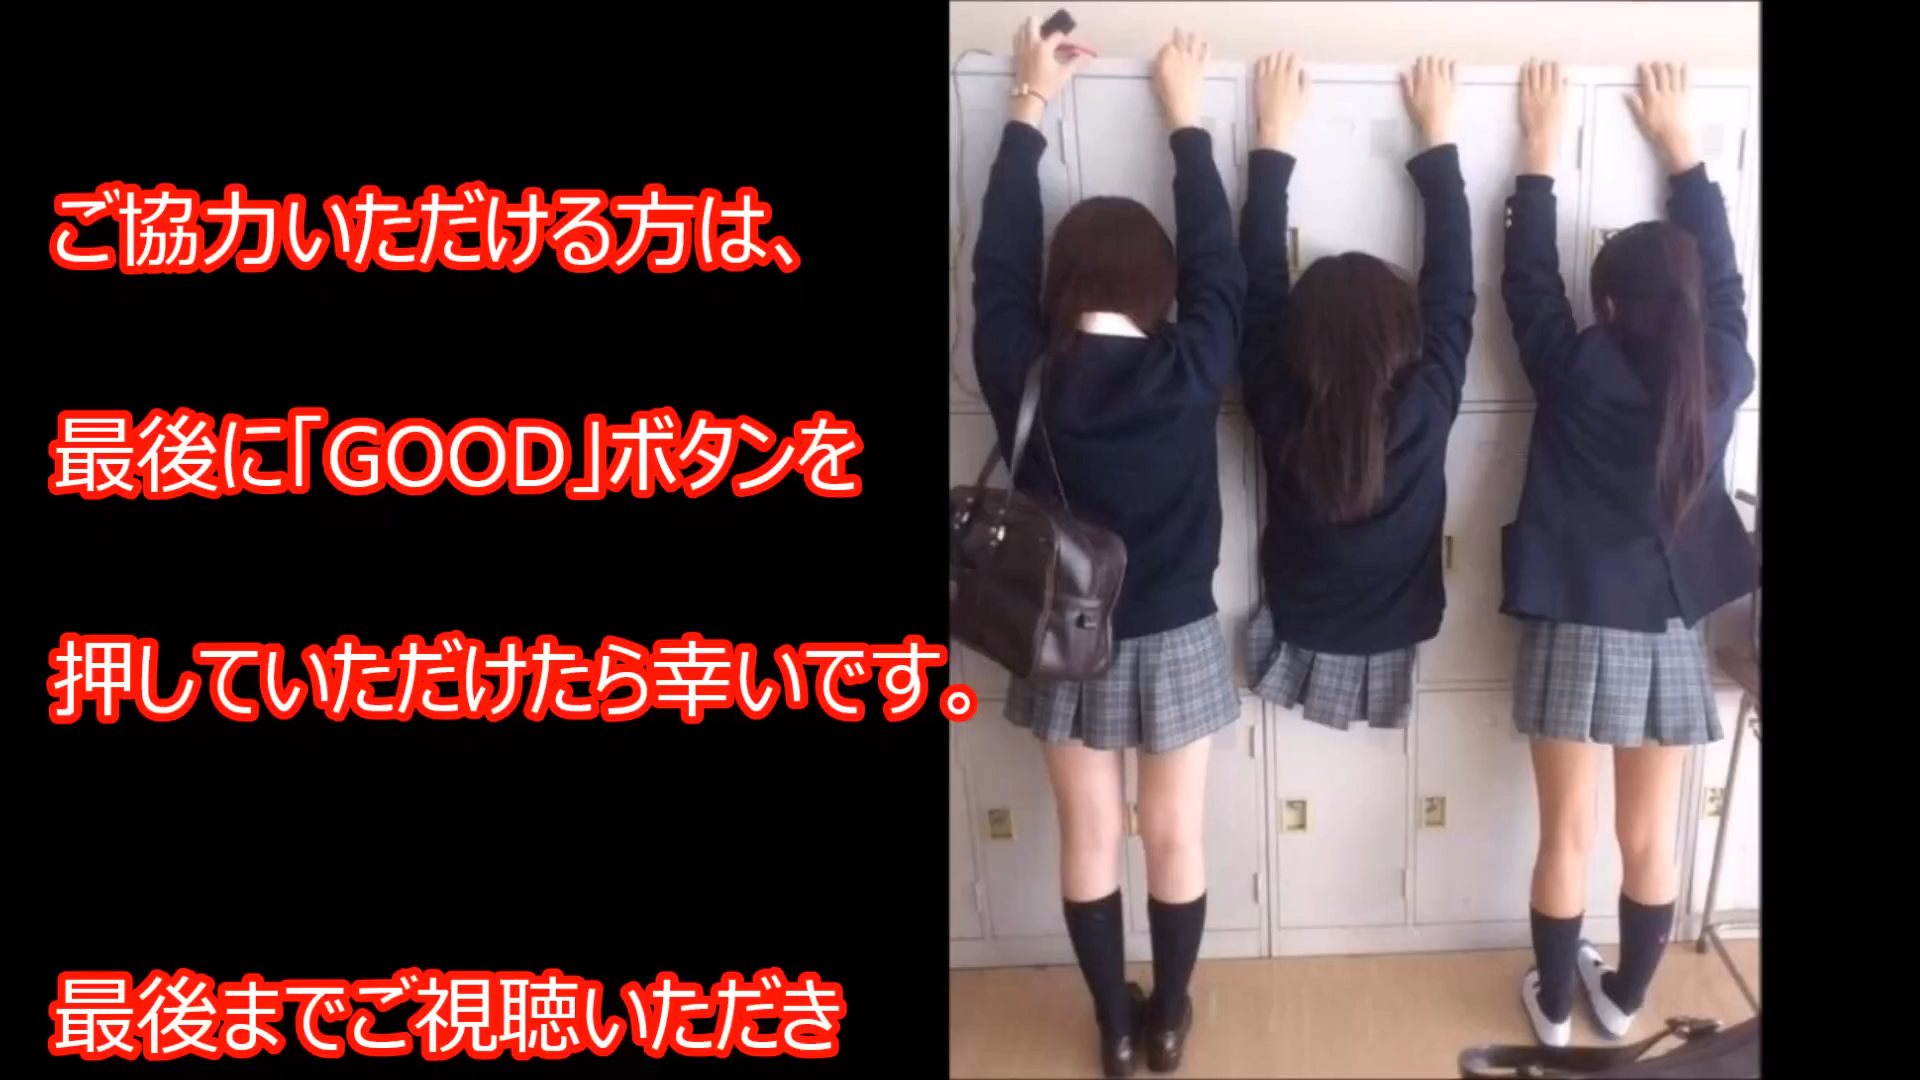 ご協力いただける方は、
最後に「GOOD」ボタンを
押していただけたら幸いです。
最後までご視聴いただき